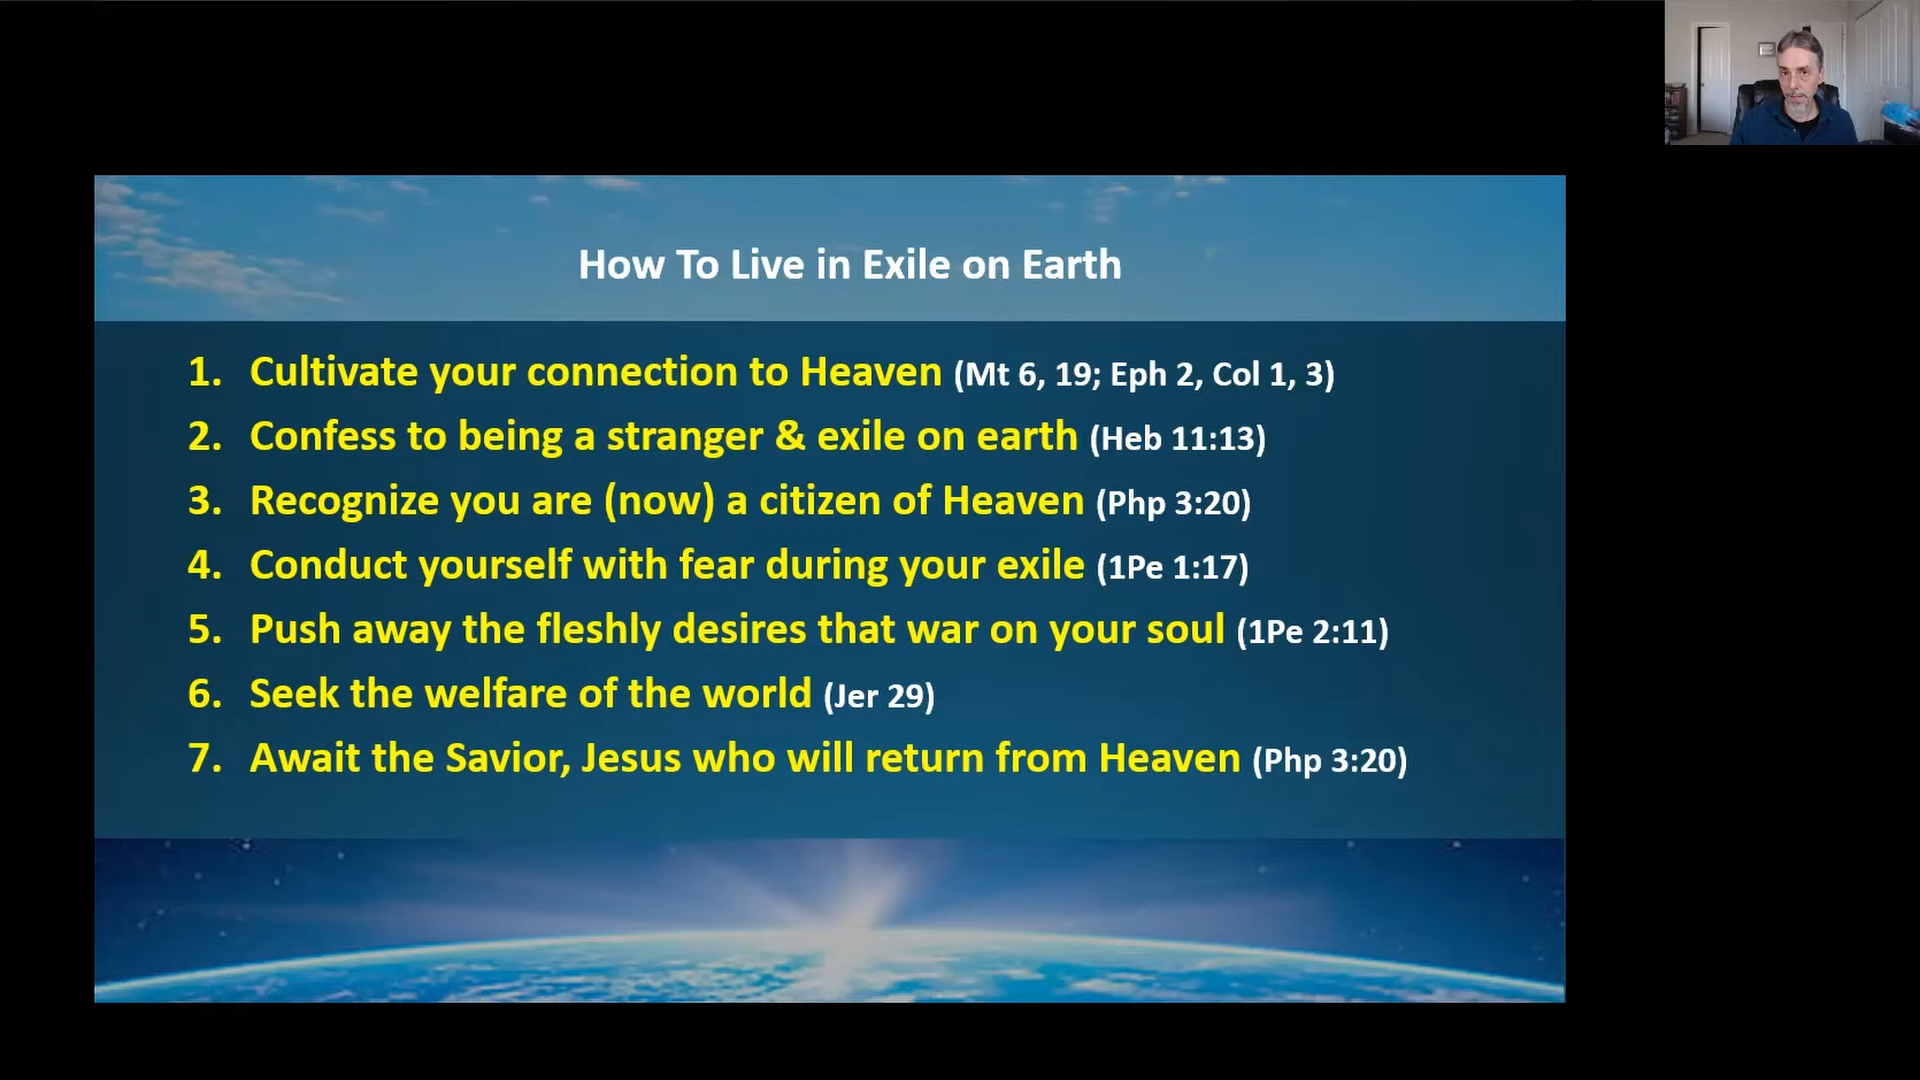 How To Live in Exile on Earth
1. Cultivate your connection to Heaven (Mt 6, 19; Eph 2, Col 1, 3)
2. Confess to being a stranger & exile on earth (Heb 11:13)
3. Recognize you are (now) a citizen of Heaven (Php 3:20)
4. Conduct yourself with fear during your exile (1Pe 1:17)
5. Push away the fleshly desires that war on your soul (1Pe 2:11)
6. Seek the welfare of the world (Jer 29)
7. Await the Savior, Jesus who will return from Heaven (Php 3:20)